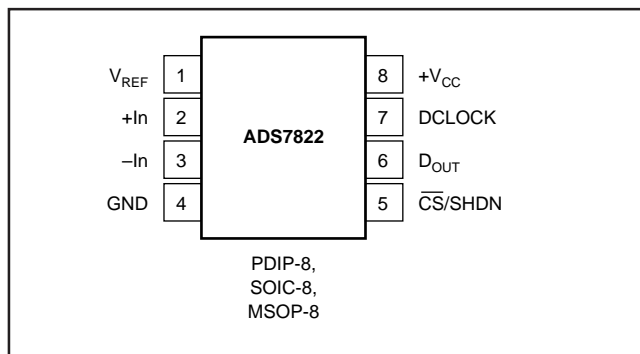 V_REF 1 8 +V_CC
+In 2 7 DCLOCK
ADS7822
–In 3 6 D_OUT
GND 4 5 C̅S̅/SHDN
PDIP-8,
SOIC-8,
MSOP-8